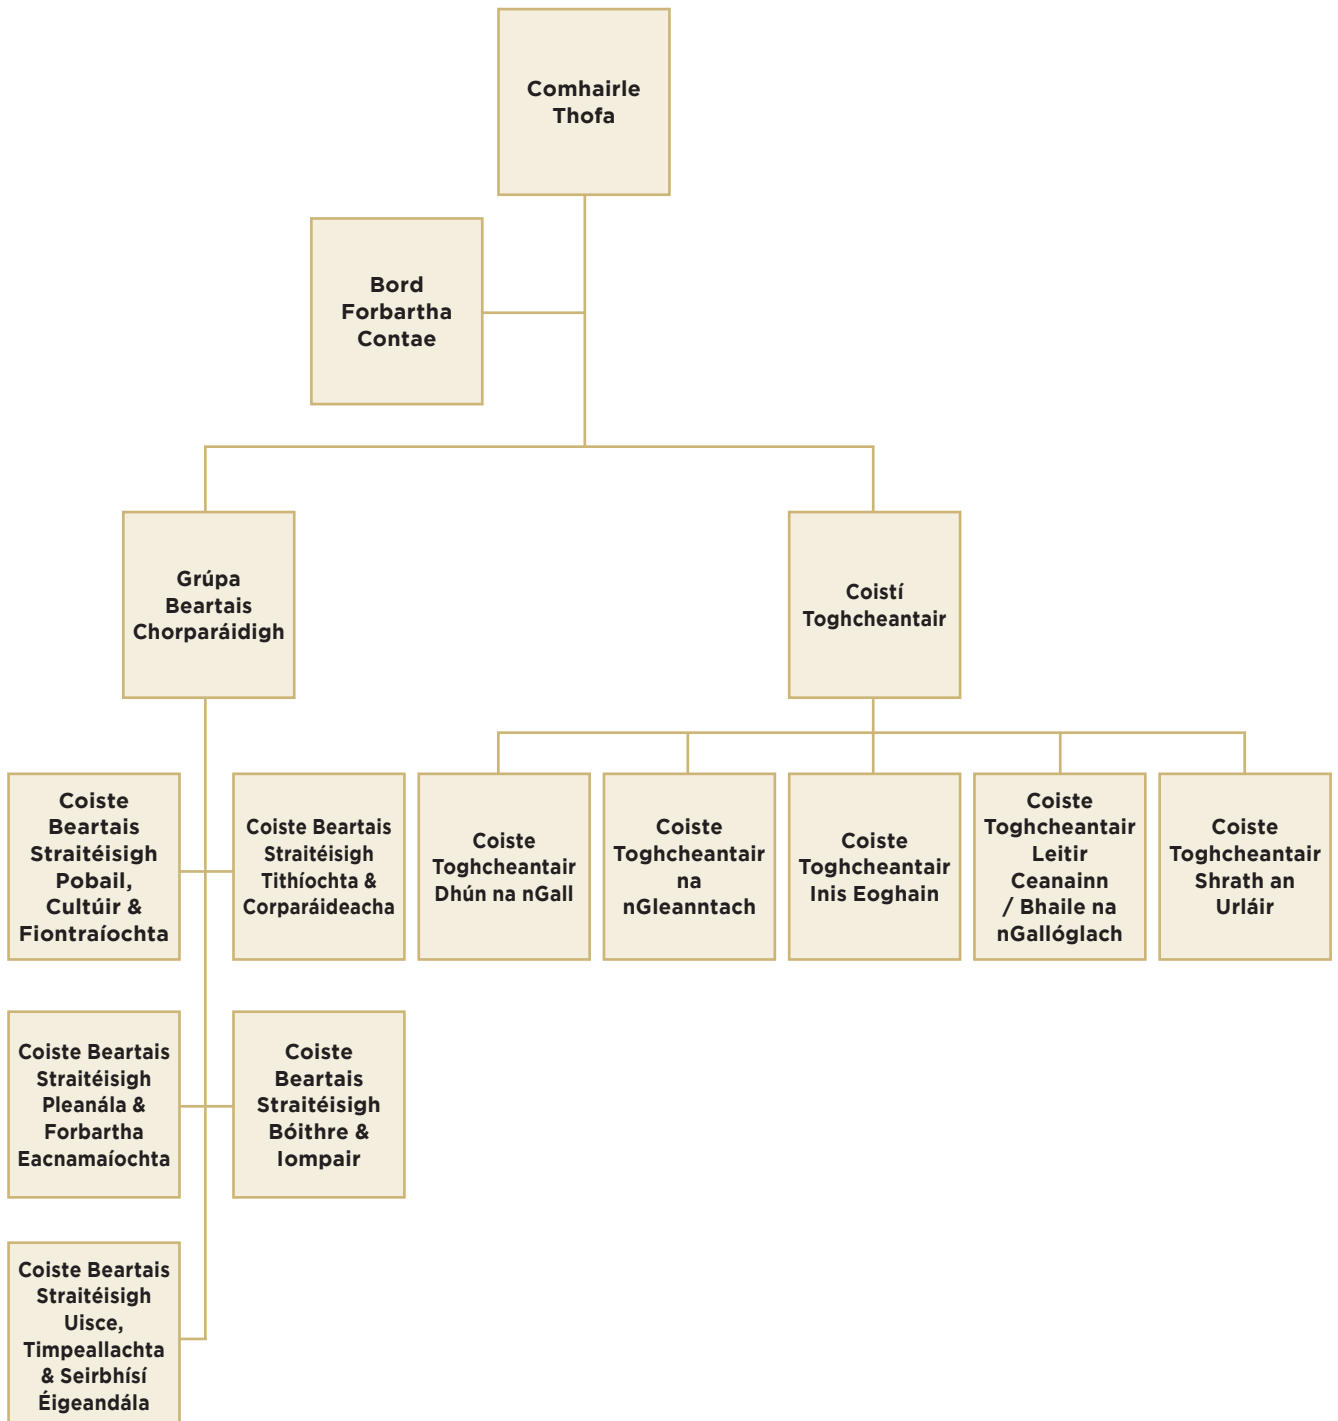 Comhairle
Thofa
Bord
Forbartha
Contae
Grúpa
Beartais
Chorparáidigh
Coistí
Toghcheantair
Coiste
Beartais
Straitéisigh
Pobail,
Cultúir &
Fiontraíochta
Coiste Beartais
Straitéisigh
Tithíochta &
Corparáideacha
Coiste
Toghcheantair
Dhún na nGall
Coiste
Toghcheantair
na
nGleanntach
Coiste
Toghcheantair
Inis Eoghain
Coiste
Toghcheantair
Leitir
Ceanainn
/ Bhaile na
nGallóglach
Coiste
Toghcheantair
Shrath an
Urláir
Coiste Beartais
Straitéisigh
Pleanála &
Forbartha
Eacnamaíochta
Coiste
Beartais
Straitéisigh
Bóithre &
Iompair
Coiste Beartais
Straitéisigh
Uisce,
Timpeallachta
& Seirbhísí
Éigeandála